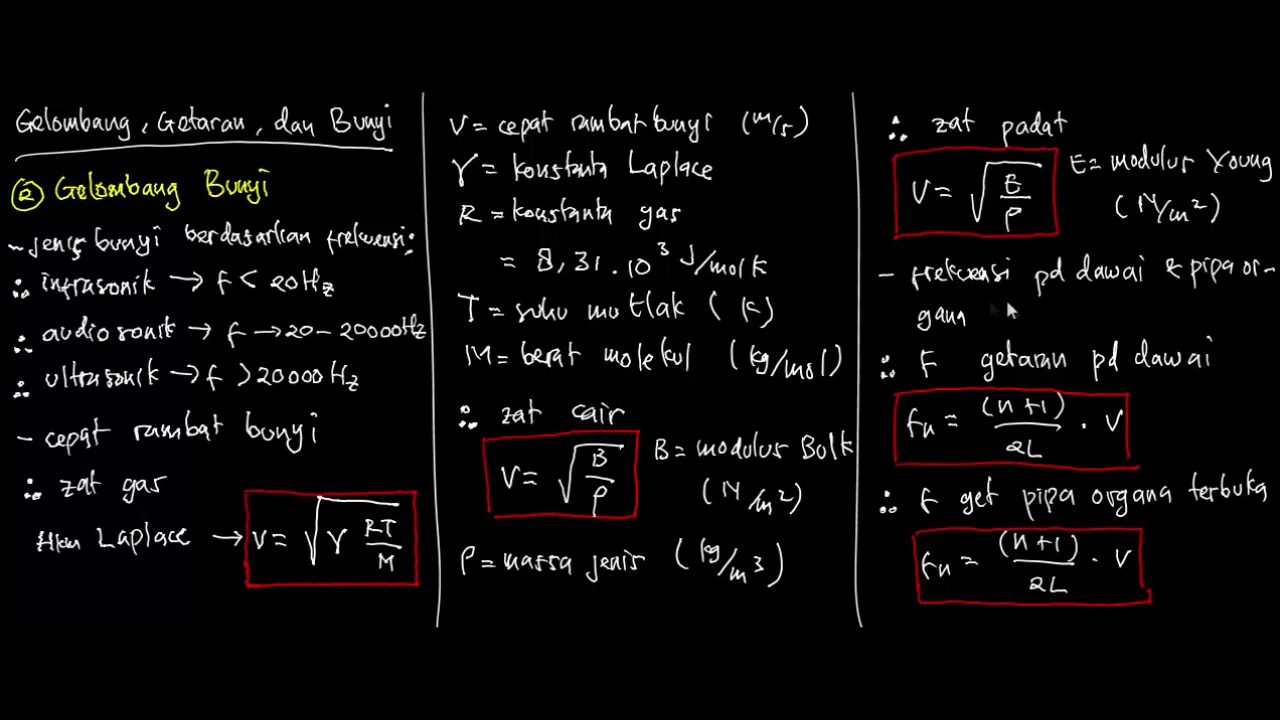 Gelombang, Getaran, dan Bunyi
② Gelombang Bunyi
- jenis bunyi berdasarkan frekuensi:
∴ infrasonik → f < 20 Hz
∴ audiosonik → f → 20 - 20000 Hz
∴ ultrasonik → f > 20000 Hz
- cepat rambat bunyi
∴ zat gas
Hkm Laplace → v = √γ RT/M
V = cepat rambat bunyi (m/s)
γ = konstanta Laplace
R = konstanta gas
= 8,31.10³ J/molK
T = suhu mutlak (K)
M = berat molekul (kg/mol)
∴ zat cair
V = √B/ρ
B = modulus Bulk
(N/m²)
ρ = massa jenis (kg/m³)
∴ zat padat
V = √E/ρ
E = modulus Young
(N/m²)
- frekuensi pd dawai & pipa or-
gana
∴ F getaran pd dawai
fn = (n+1)/2L . V
∴ F get pipa organa terbuka
fn = (n+1)/2L . V